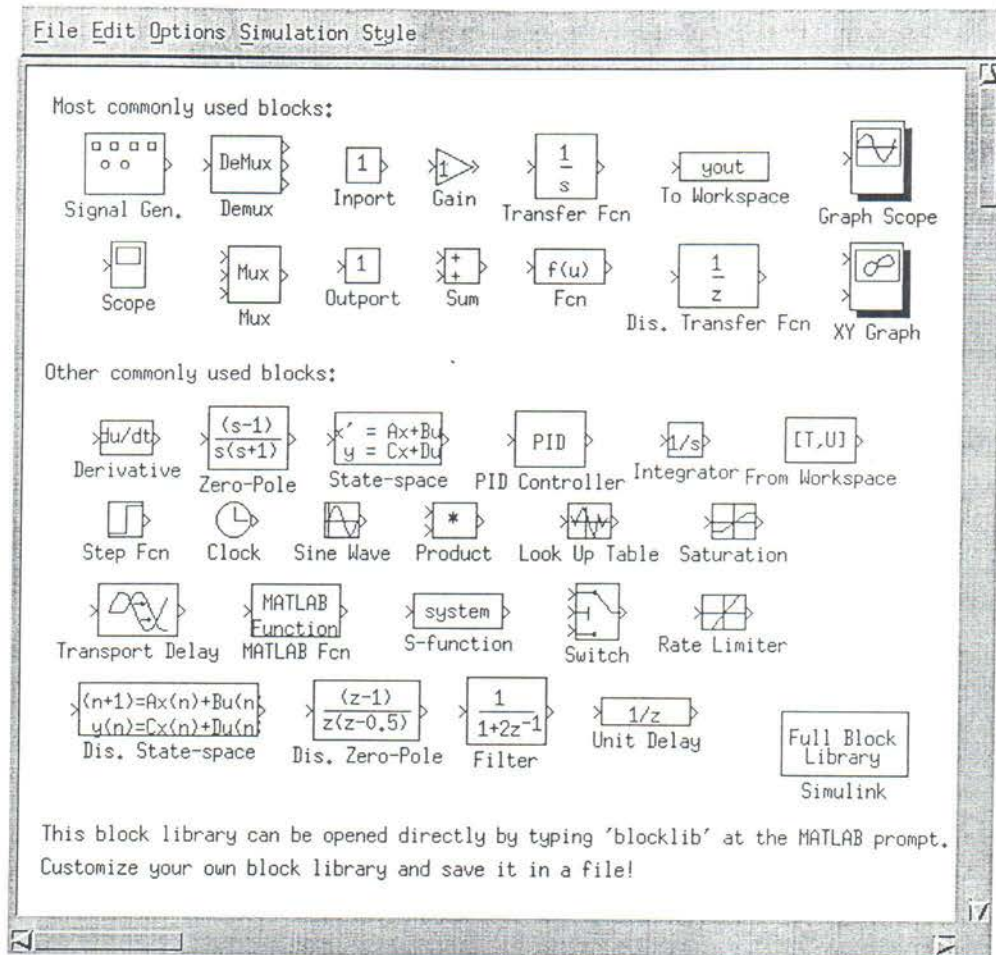 File Edit Options Simulation Style
Most commonly used blocks:
DeMux 1 1 1/s yout
Signal Gen. Demux Inport Gain Transfer Fcn To Workspace Graph Scope
Mux 1 + + f(u) 1/z
Scope Mux Outport Sum Fcn Dis. Transfer Fcn XY Graph
Other commonly used blocks:
du/dt (s-1)/s(s+1) x' = Ax+Bu y = Cx+Du PID 1/s [T,U]
Derivative Zero-Pole State-space PID Controller Integrator From Workspace
*
Step Fcn Clock Sine Wave Product Look Up Table Saturation
MATLAB Function system
Transport Delay MATLAB Fcn S-function Switch Rate Limiter
(n+1)=Ax(n)+Bu(n y(n)=Cx(n)+Du(n (z-1)/z(z-0.5) 1/1+2z⁻¹ 1/z
Dis. State-space Dis. Zero-Pole Filter Unit Delay
Full Block
Library
Simulink
This block library can be opened directly by typing 'blocklib' at the MATLAB prompt.
Customize your own block library and save it in a file!